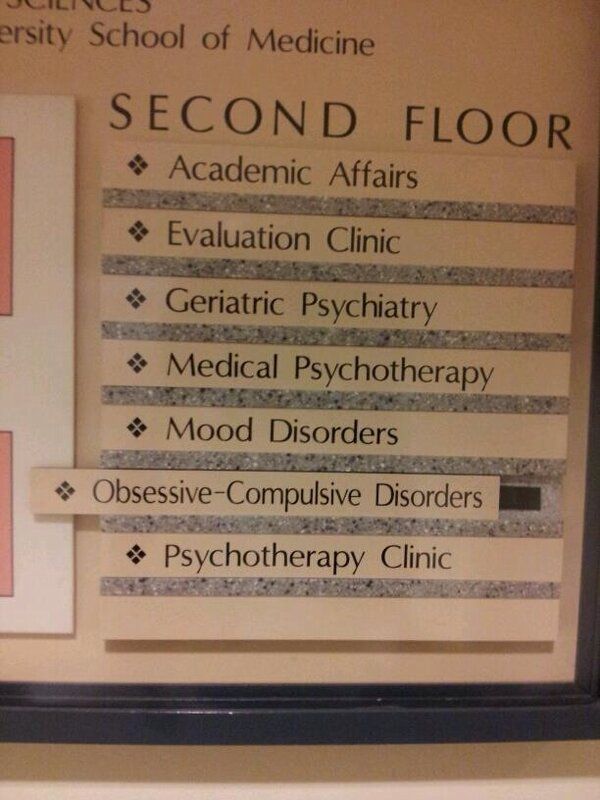 SCIENCES
ersity School of Medicine
SECOND FLOOR
❖ Academic Affairs
❖ Evaluation Clinic
❖ Geriatric Psychiatry
❖ Medical Psychotherapy
❖ Mood Disorders
❖ Obsessive-Compulsive Disorders
❖ Psychotherapy Clinic